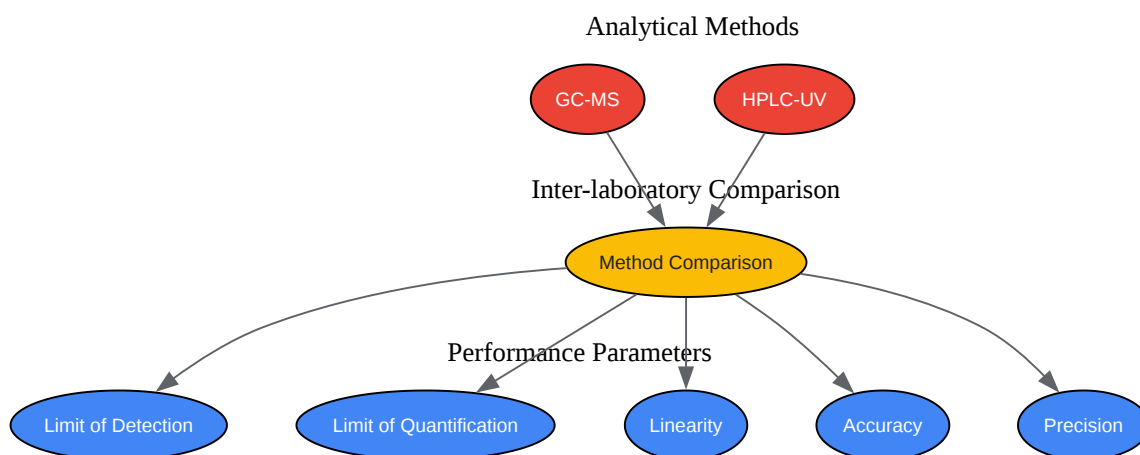 Analytical Methods
GC-MS
HPLC-UV
Inter-laboratory Comparison
Method Comparison
Performance Parameters
Limit of Detection
Limit of Quantification
Linearity
Accuracy
Precision